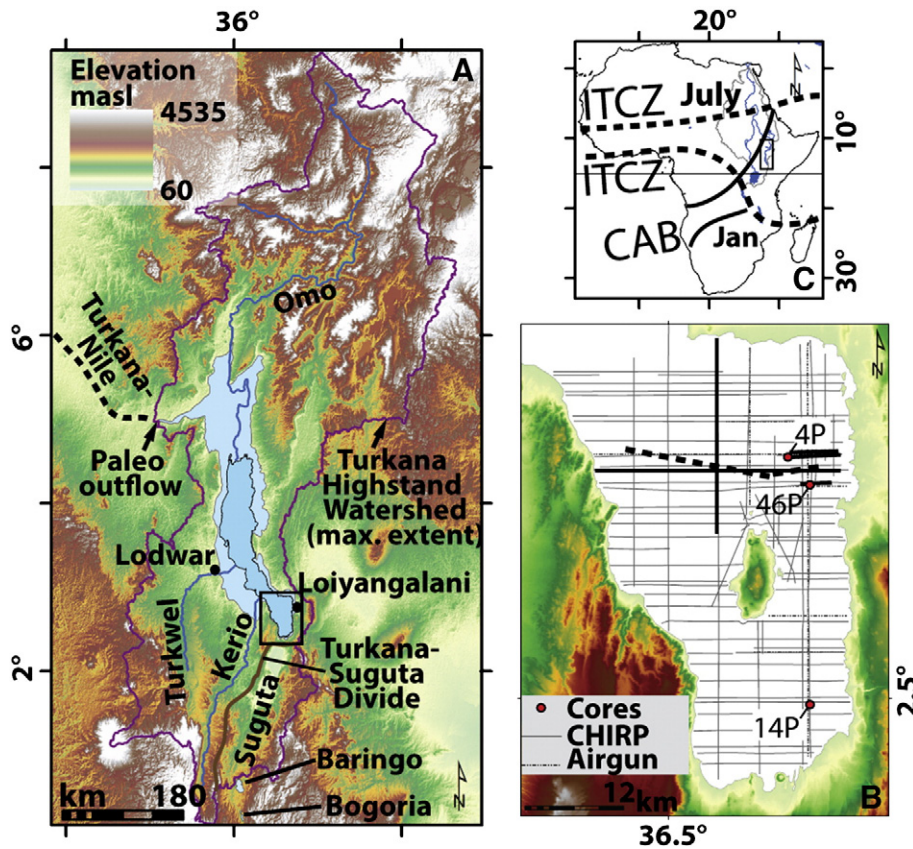 36°
A
Elevation
masl
4535
60
Omo
6°
Turkana-
Nile
Paleo
outflow
Turkana
Highstand
Watershed
(max. extent)
Lodwar
Loiyangalani
Turkwel
Kerio
Suguta
Turkana-
Suguta
Divide
2°
Baringo
Bogoria
km 180
N
20°
N
ITCZ July
10°
ITCZ
CAB Jan
C
30°
N
4P
46P
14P
2.5°
Cores
CHIRP
Airgun
12km
B
36.5°